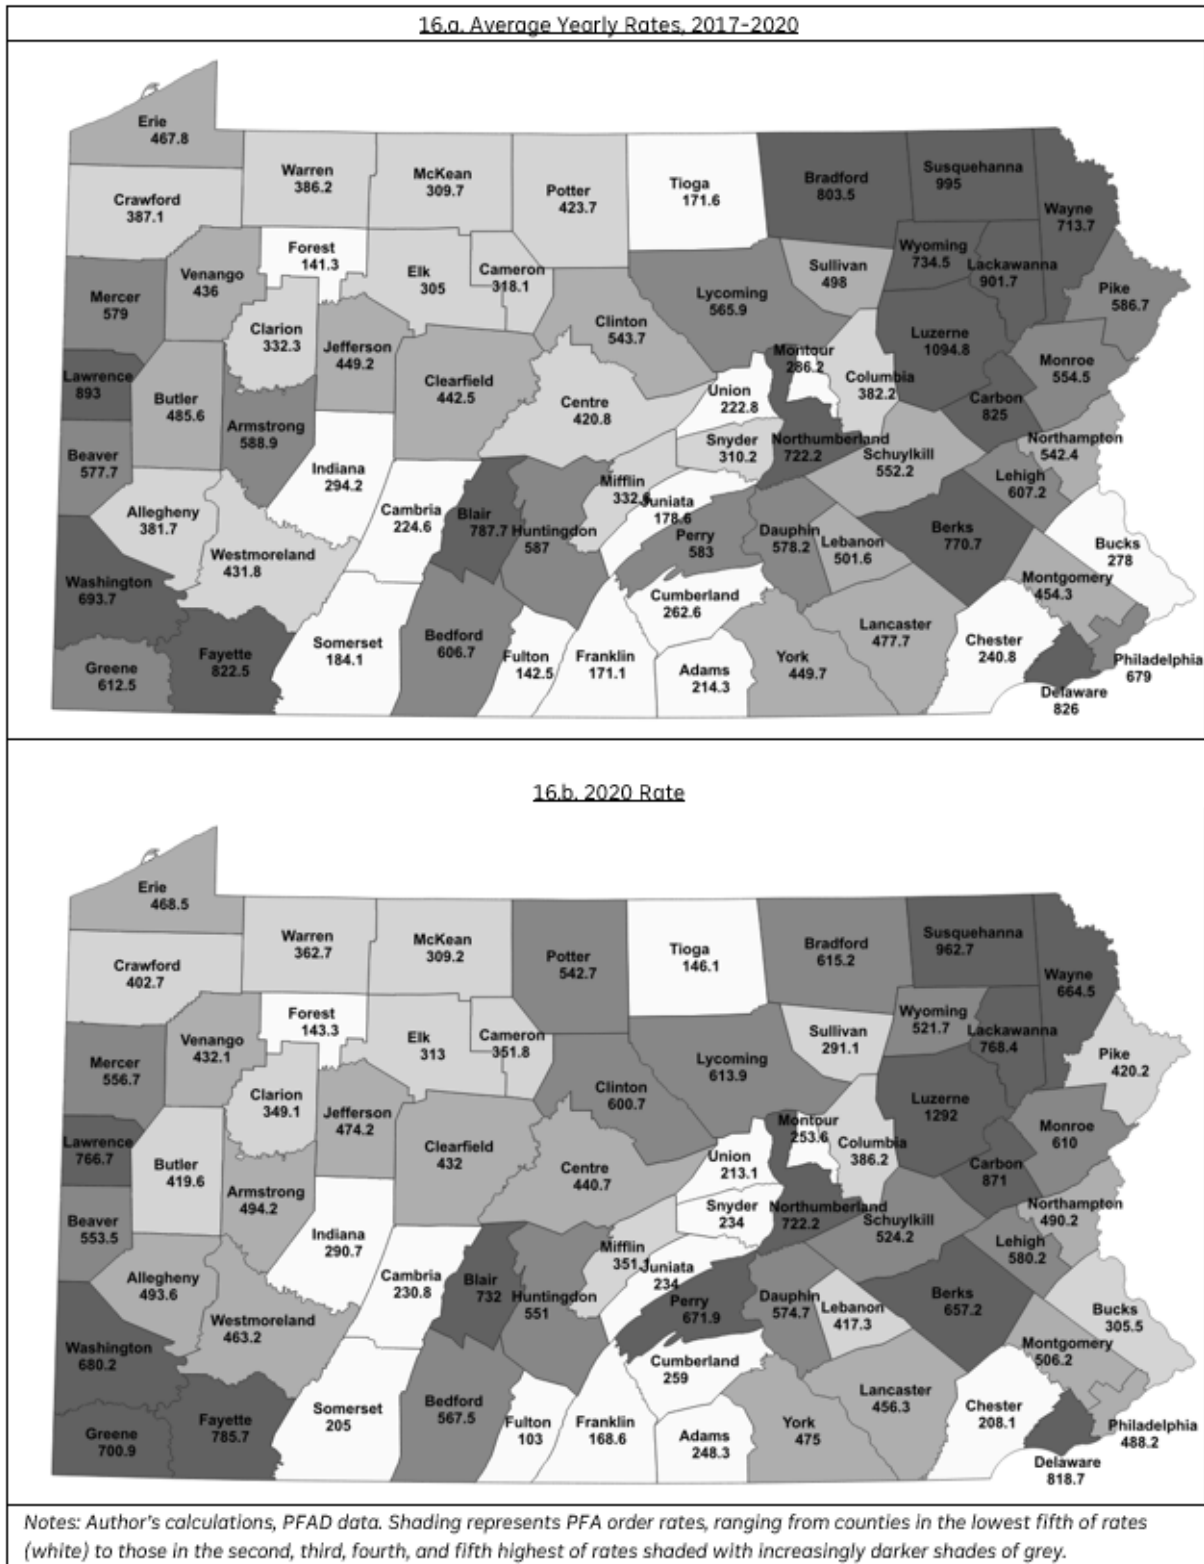 16.a. Average Yearly Rates, 2017-2020
Erie
467.8
Warren
386.2
McKean
309.7
Potter
423.7
Tioga
171.6
Bradford
803.5
Susquehanna
995
Wayne
713.7
Crawford
387.1
Forest
141.3
Venango
436
Elk
305
Cameron
318.1
Sullivan
498
Wyoming
734.5
Lackawanna
901.7
Pike
586.7
Mercer
579
Clarion
332.3
Jefferson
449.2
Clinton
543.7
Lycoming
565.9
Luzerne
1094.8
Monroe
554.5
Lawrence
893
Butler
485.6
Clearfield
442.5
Centre
420.8
Montour
286.2
Columbia
382.2
Carbon
825
Union
222.8
Armstrong
588.9
Snyder
310.2
Northumberland
722.2
Schuylkill
552.2
Northampton
542.4
Beaver
577.7
Indiana
294.2
Lehigh
607.2
Mifflin
332.6
Allegheny
381.7
Cambria
224.6
Blair
787.7
Huntingdon
587
Juniata
178.6
Perry
583
Dauphin
578.2
Lebanon
501.6
Berks
770.7
Bucks
278
Westmoreland
431.8
Washington
693.7
Cumberland
262.6
Montgomery
454.3
Somerset
184.1
Bedford
606.7
Lancaster
477.7
Chester
240.8
Greene
612.5
Fayette
822.5
Fulton
142.5
Franklin
171.1
Adams
214.3
York
449.7
Philadelphia
679
Delaware
826
16.b. 2020 Rate
Erie
468.5
Warren
362.7
McKean
309.2
Potter
542.7
Tioga
146.1
Bradford
615.2
Susquehanna
962.7
Wayne
664.5
Crawford
402.7
Forest
143.3
Venango
432.1
Elk
313
Cameron
351.8
Sullivan
291.1
Wyoming
521.7
Lackawanna
768.4
Pike
420.2
Mercer
556.7
Clarion
349.1
Jefferson
474.2
Clinton
600.7
Lycoming
613.9
Luzerne
1292
Monroe
610
Lawrence
766.7
Butler
419.6
Clearfield
432
Centre
440.7
Montour
253.6
Columbia
386.2
Carbon
871
Union
213.1
Armstrong
494.2
Snyder
234
Northumberland
722.2
Schuylkill
524.2
Northampton
490.2
Beaver
553.5
Indiana
290.7
Lehigh
580.2
Mifflin
351.1
Allegheny
493.6
Cambria
230.8
Blair
732
Huntingdon
551
Juniata
234
Perry
671.9
Dauphin
574.7
Lebanon
417.3
Berks
657.2
Bucks
305.5
Westmoreland
463.2
Washington
680.2
Cumberland
259
Montgomery
506.2
Somerset
205
Bedford
567.5
Lancaster
456.3
Chester
208.1
Greene
700.9
Fayette
785.7
Fulton
103
Franklin
168.6
Adams
248.3
York
475
Philadelphia
488.2
Delaware
818.7
Notes: Author's calculations, PFAD data. Shading represents PFA order rates, ranging from counties in the lowest fifth of rates
(white) to those in the second, third, fourth, and fifth highest of rates shaded with increasingly darker shades of grey.